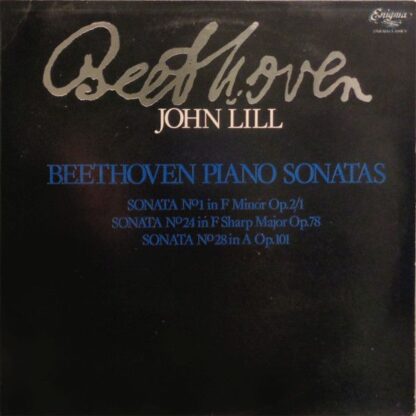 Enigma
Beethoven
JOHN LILL
BEETHOVEN PIANO SONATAS
SONATA Nº1 in F Minor Op.2/1
SONATA Nº24 in F Sharp Major Op.78
SONATA Nº28 in A Op.101